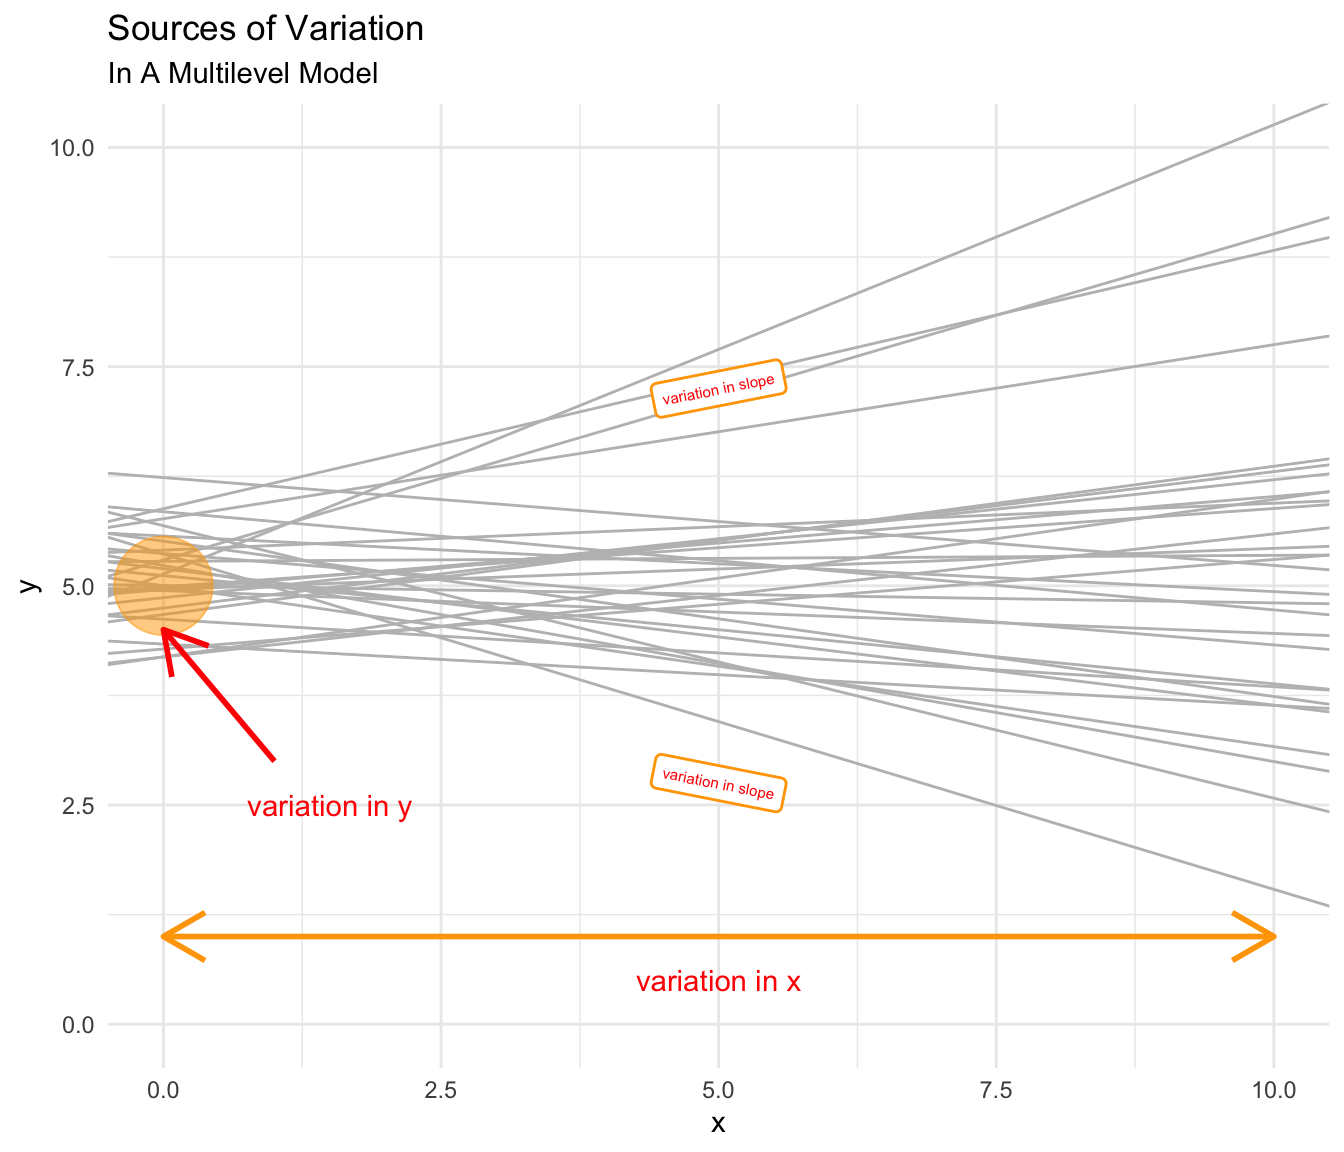 Sources of Variation
In A Multilevel Model
10.0
7.5
5.0
2.5
0.0
y
variation in slope
variation in slope
variation in y
variation in x
0.0 2.5 5.0 7.5 10.0
x